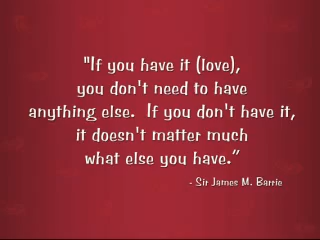 "If you have it (love),
you don't need to have
anything else.  If you don't have it,
it doesn't matter much
what else you have.”
- Sir James M. Barrie